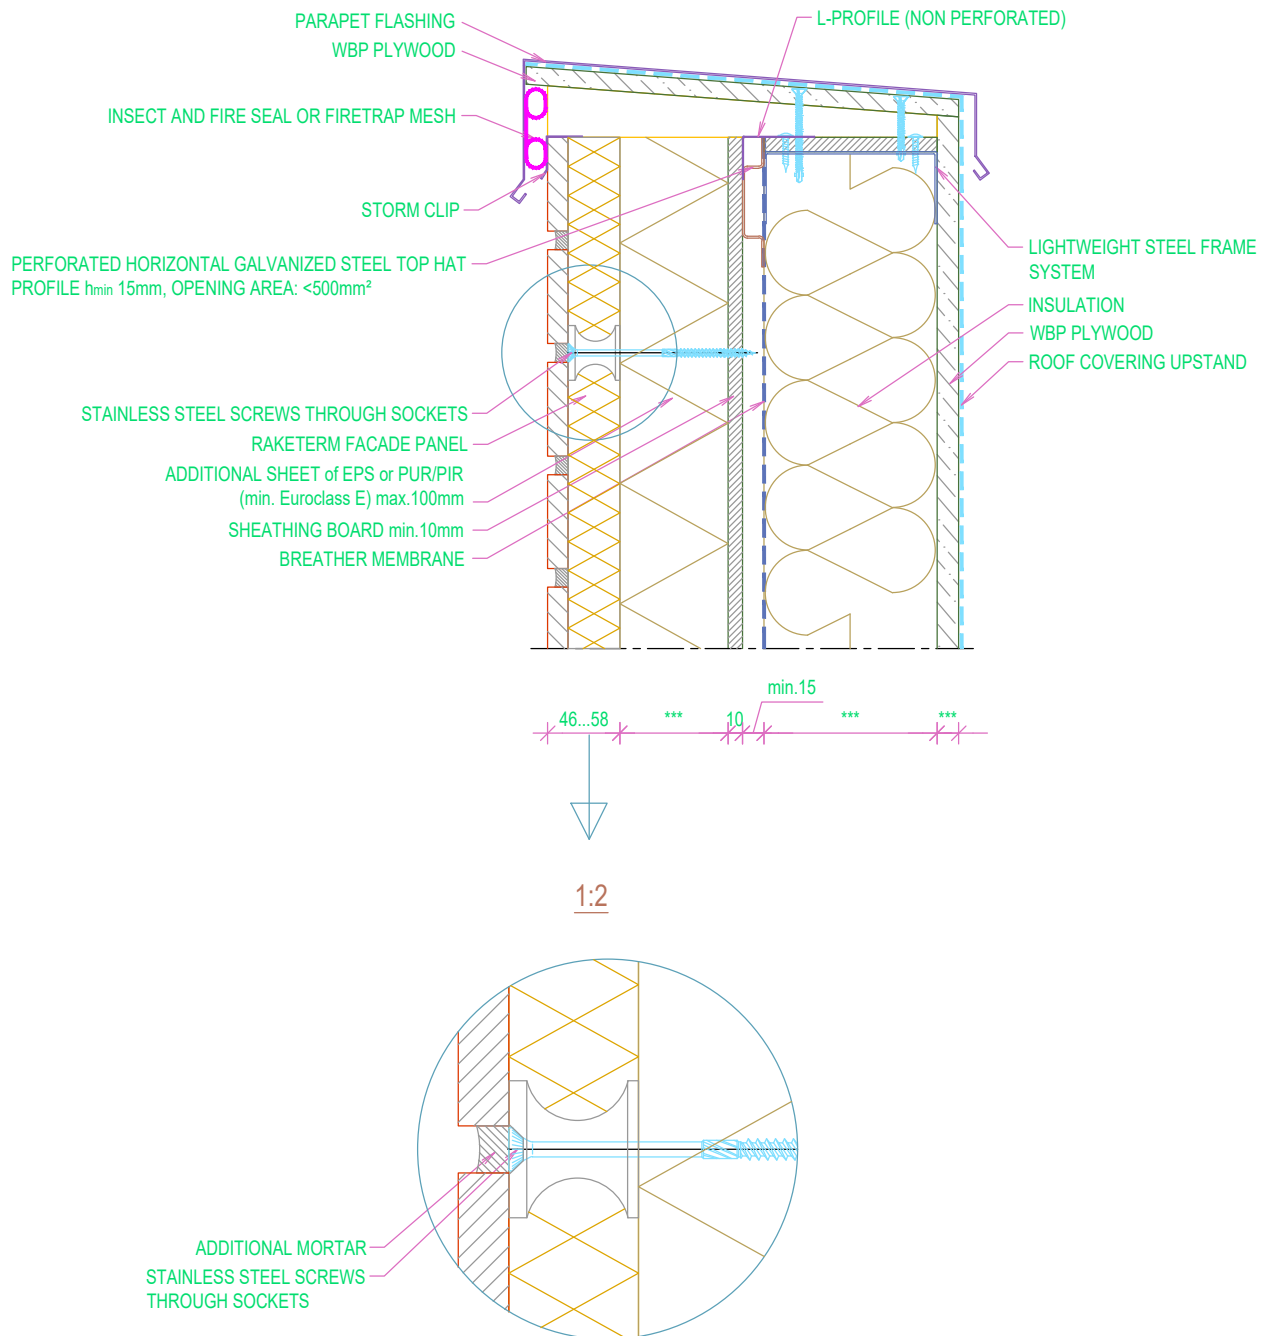 PARAPET FLASHING
WBP PLYWOOD
L-PROFILE (NON PERFORATED)
INSECT AND FIRE SEAL OR FIRETRAP MESH
STORM CLIP
PERFORATED HORIZONTAL GALVANIZED STEEL TOP HAT
PROFILE hmin 15mm, OPENING AREA: <500mm²
LIGHTWEIGHT STEEL FRAME
SYSTEM
INSULATION
WBP PLYWOOD
ROOF COVERING UPSTAND
STAINLESS STEEL SCREWS THROUGH SOCKETS
RAKETERM FACADE PANEL
ADDITIONAL SHEET of EPS or PUR/PIR
(min. Euroclass E) max.100mm
SHEATHING BOARD min.10mm
BREATHER MEMBRANE
min.15
46...58 *** 10 *** ***
1:2
ADDITIONAL MORTAR
STAINLESS STEEL SCREWS
THROUGH SOCKETS